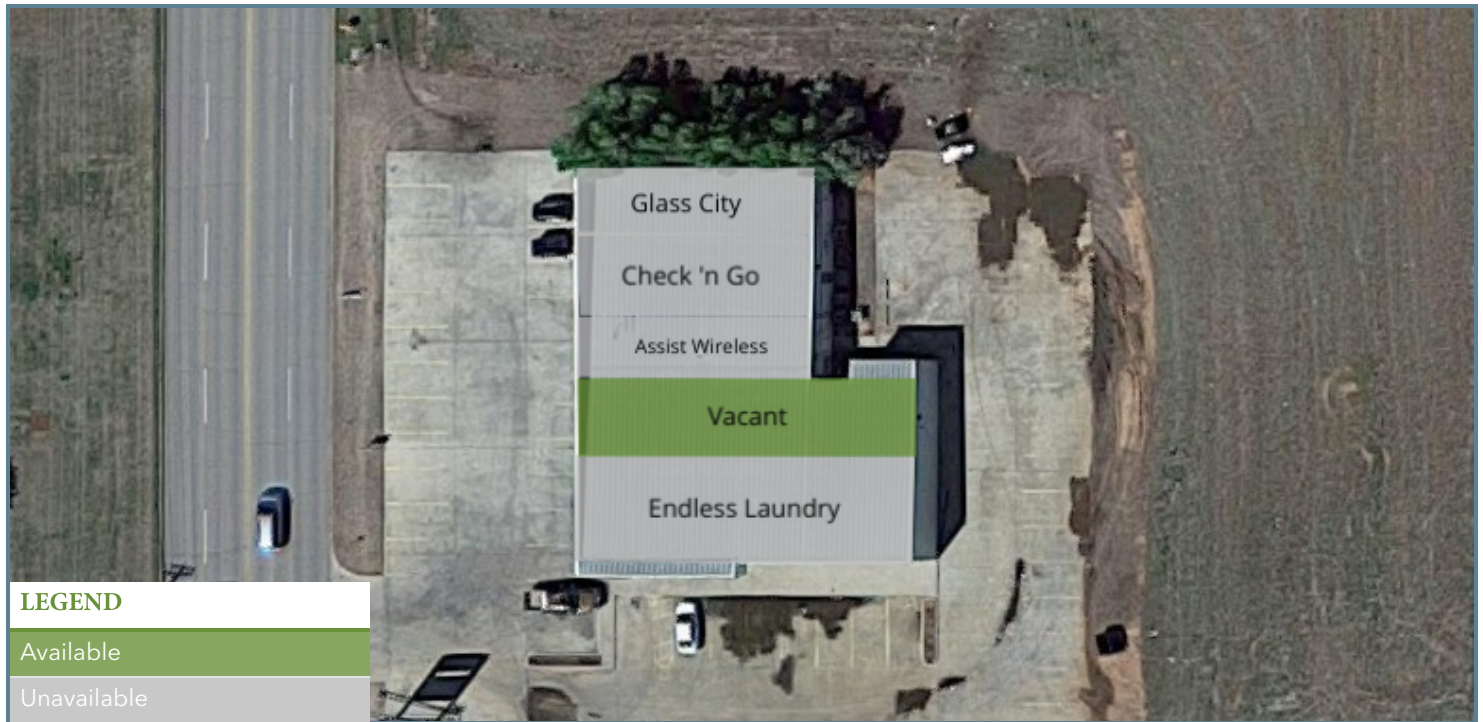 Glass City
Check 'n Go
Assist Wireless
Vacant
Endless Laundry
LEGEND
Available
Unavailable